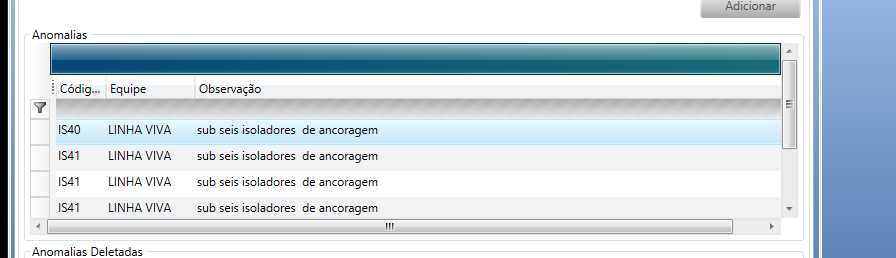 Adicionar
Anomalias
Códig... Equipe Observação
IS40 LINHA VIVA sub seis isoladores de ancoragem
IS41 LINHA VIVA sub seis isoladores de ancoragem
IS41 LINHA VIVA sub seis isoladores de ancoragem
IS41 LINHA VIVA sub seis isoladores de ancoragem
Anomalias Deletadas